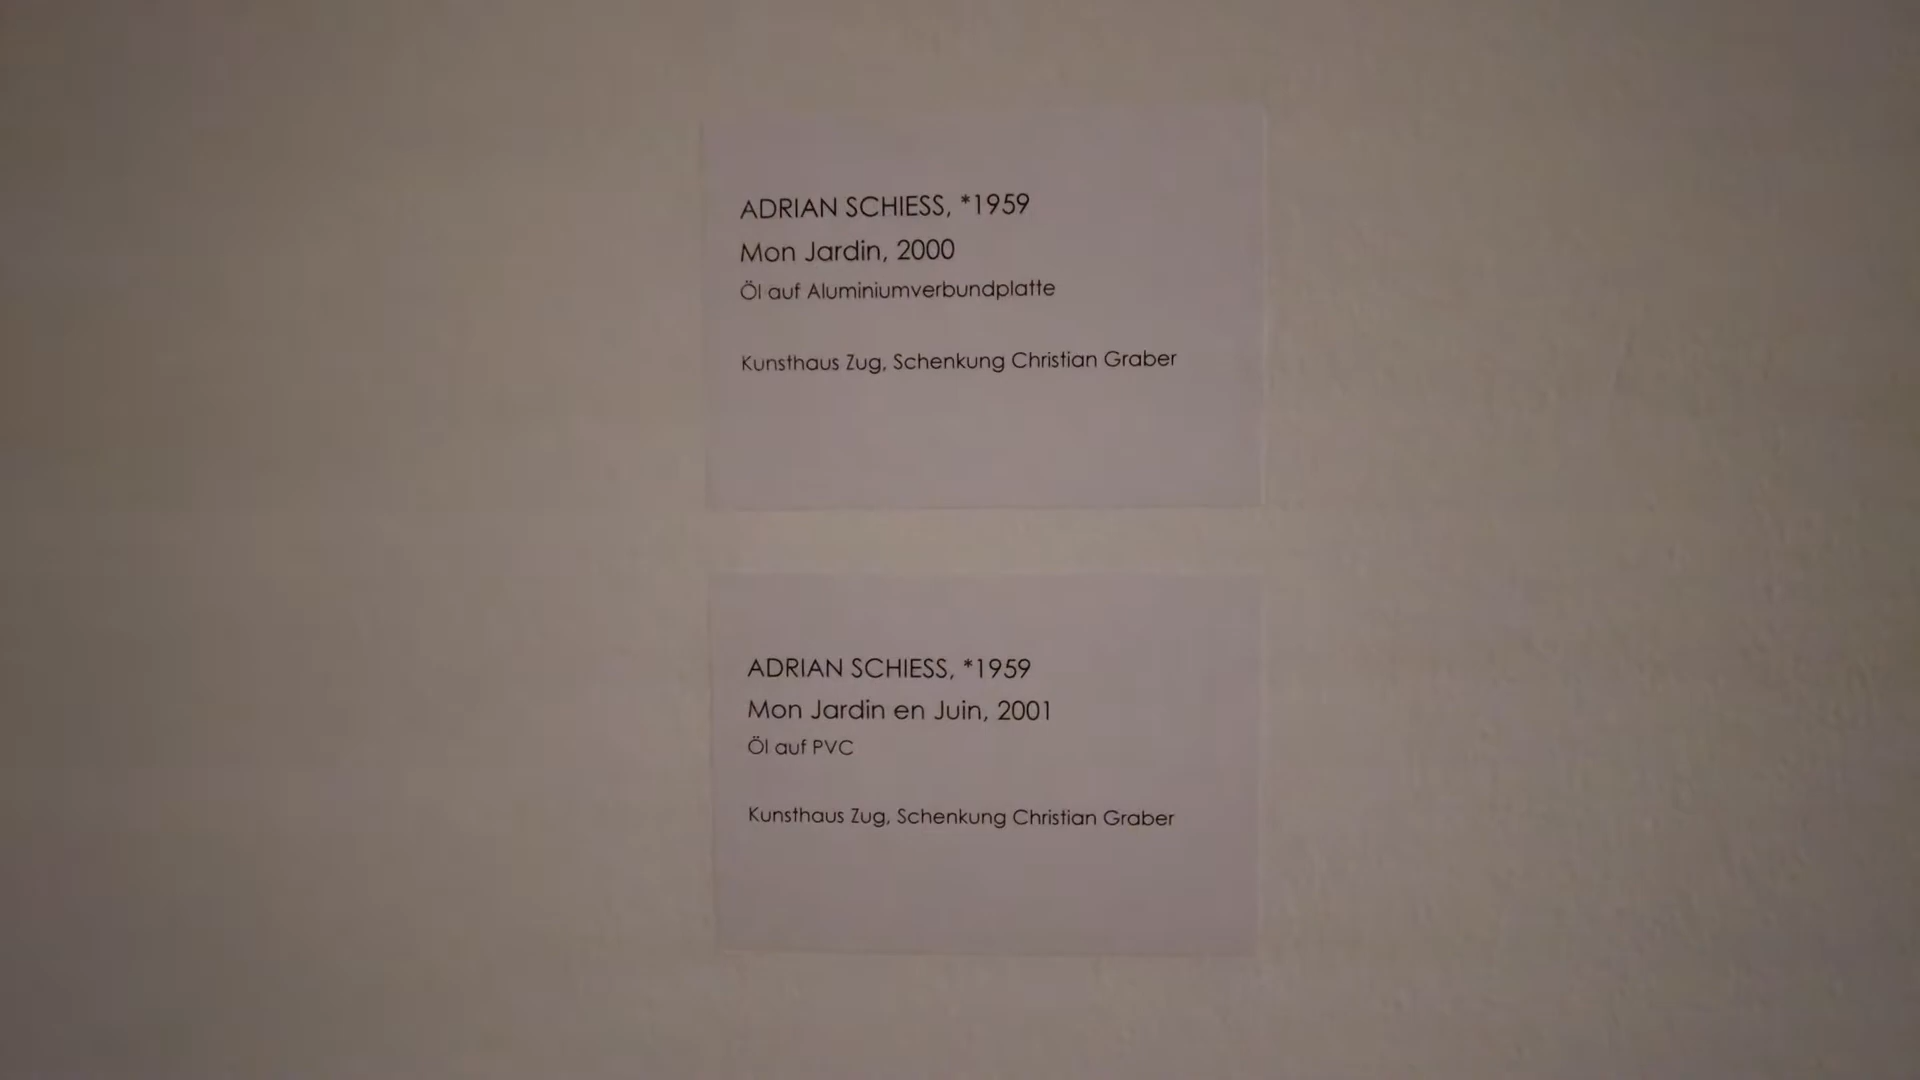 ADRIAN SCHIESS, *1959
Mon Jardin, 2000
Öl auf Aluminiumverbundplatte
Kunsthaus Zug, Schenkung Christian Graber
ADRIAN SCHIESS, *1959
Mon Jardin en Juin, 2001
Öl auf PVC
Kunsthaus Zug, Schenkung Christian Graber